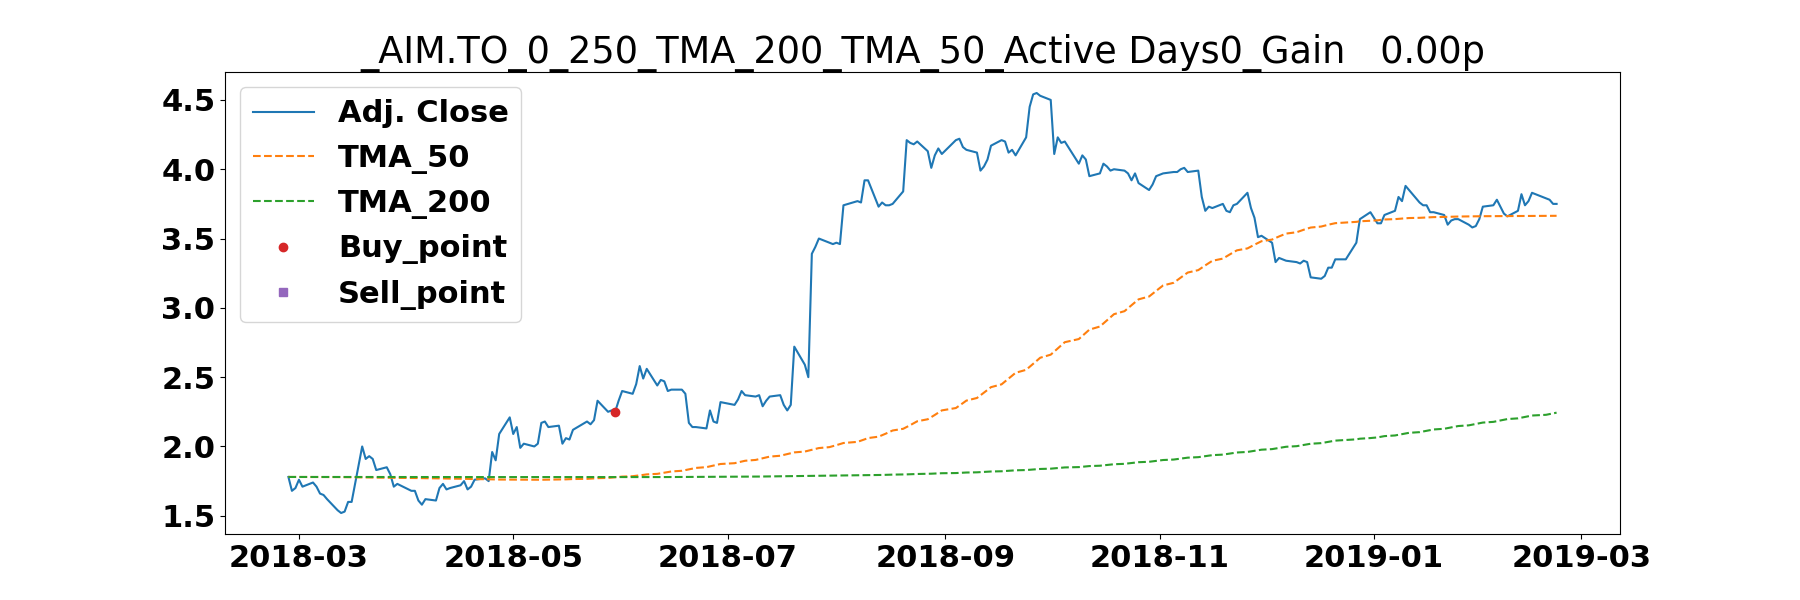 _AIM.TO_0_250_TMA_200_TMA_50_Active Days0_Gain   0.00p
Adj. Close
TMA_50
TMA_200
Buy_point
Sell_point
4.5
4.0
3.5
3.0
2.5
2.0
1.5
2018-03 2018-05 2018-07 2018-09 2018-11 2019-01 2019-03